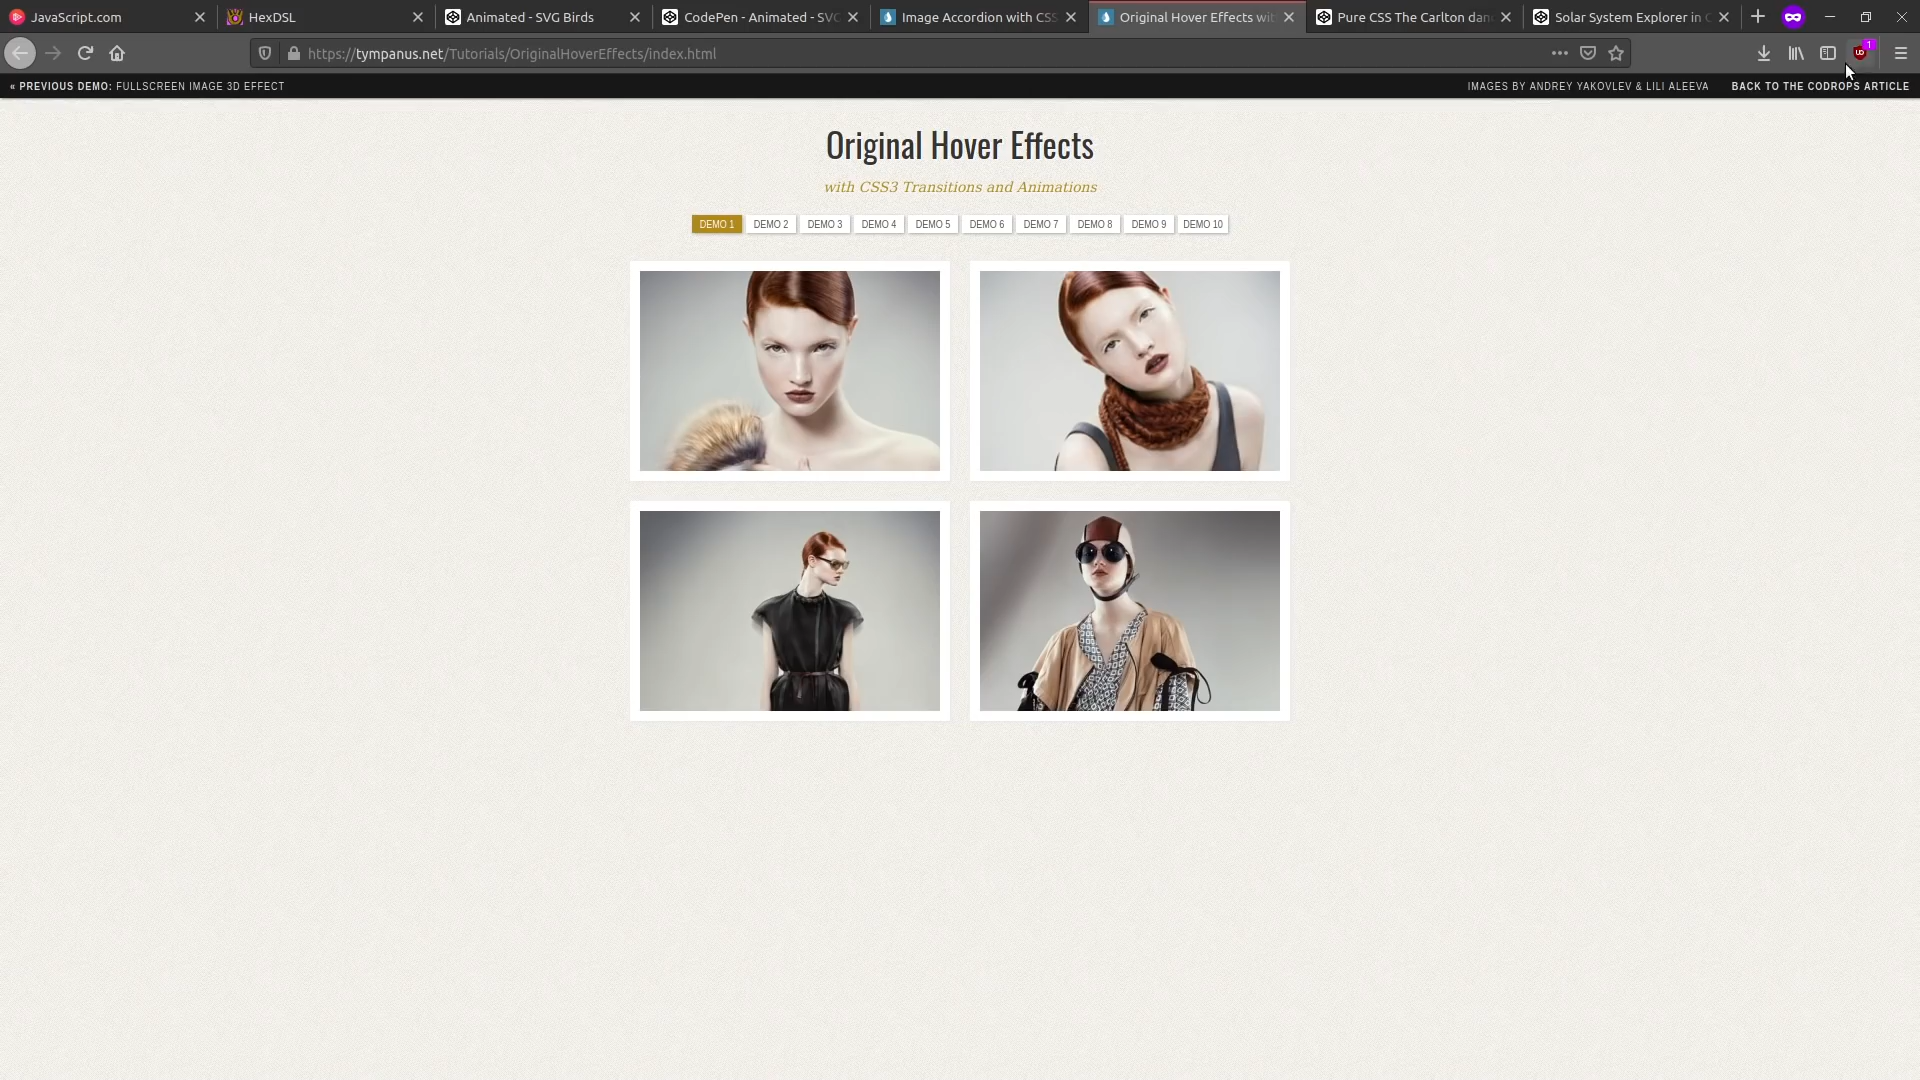 JavaScript.com
HexDSL
Animated - SVG Birds
CodePen - Animated - SVG
Image Accordion with CSS
Original Hover Effects wit
Pure CSS The Carlton dan
Solar System Explorer in C
https://tympanus.net/Tutorials/OriginalHoverEffects/index.html
1
« PREVIOUS DEMO: FULLSCREEN IMAGE 3D EFFECT
IMAGES BY ANDREY YAKOVLEV & LILI ALEEVA
BACK TO THE CODROPS ARTICLE
Original Hover Effects
with CSS3 Transitions and Animations
DEMO 1 DEMO 2 DEMO 3 DEMO 4 DEMO 5 DEMO 6 DEMO 7 DEMO 8 DEMO 9 DEMO 10